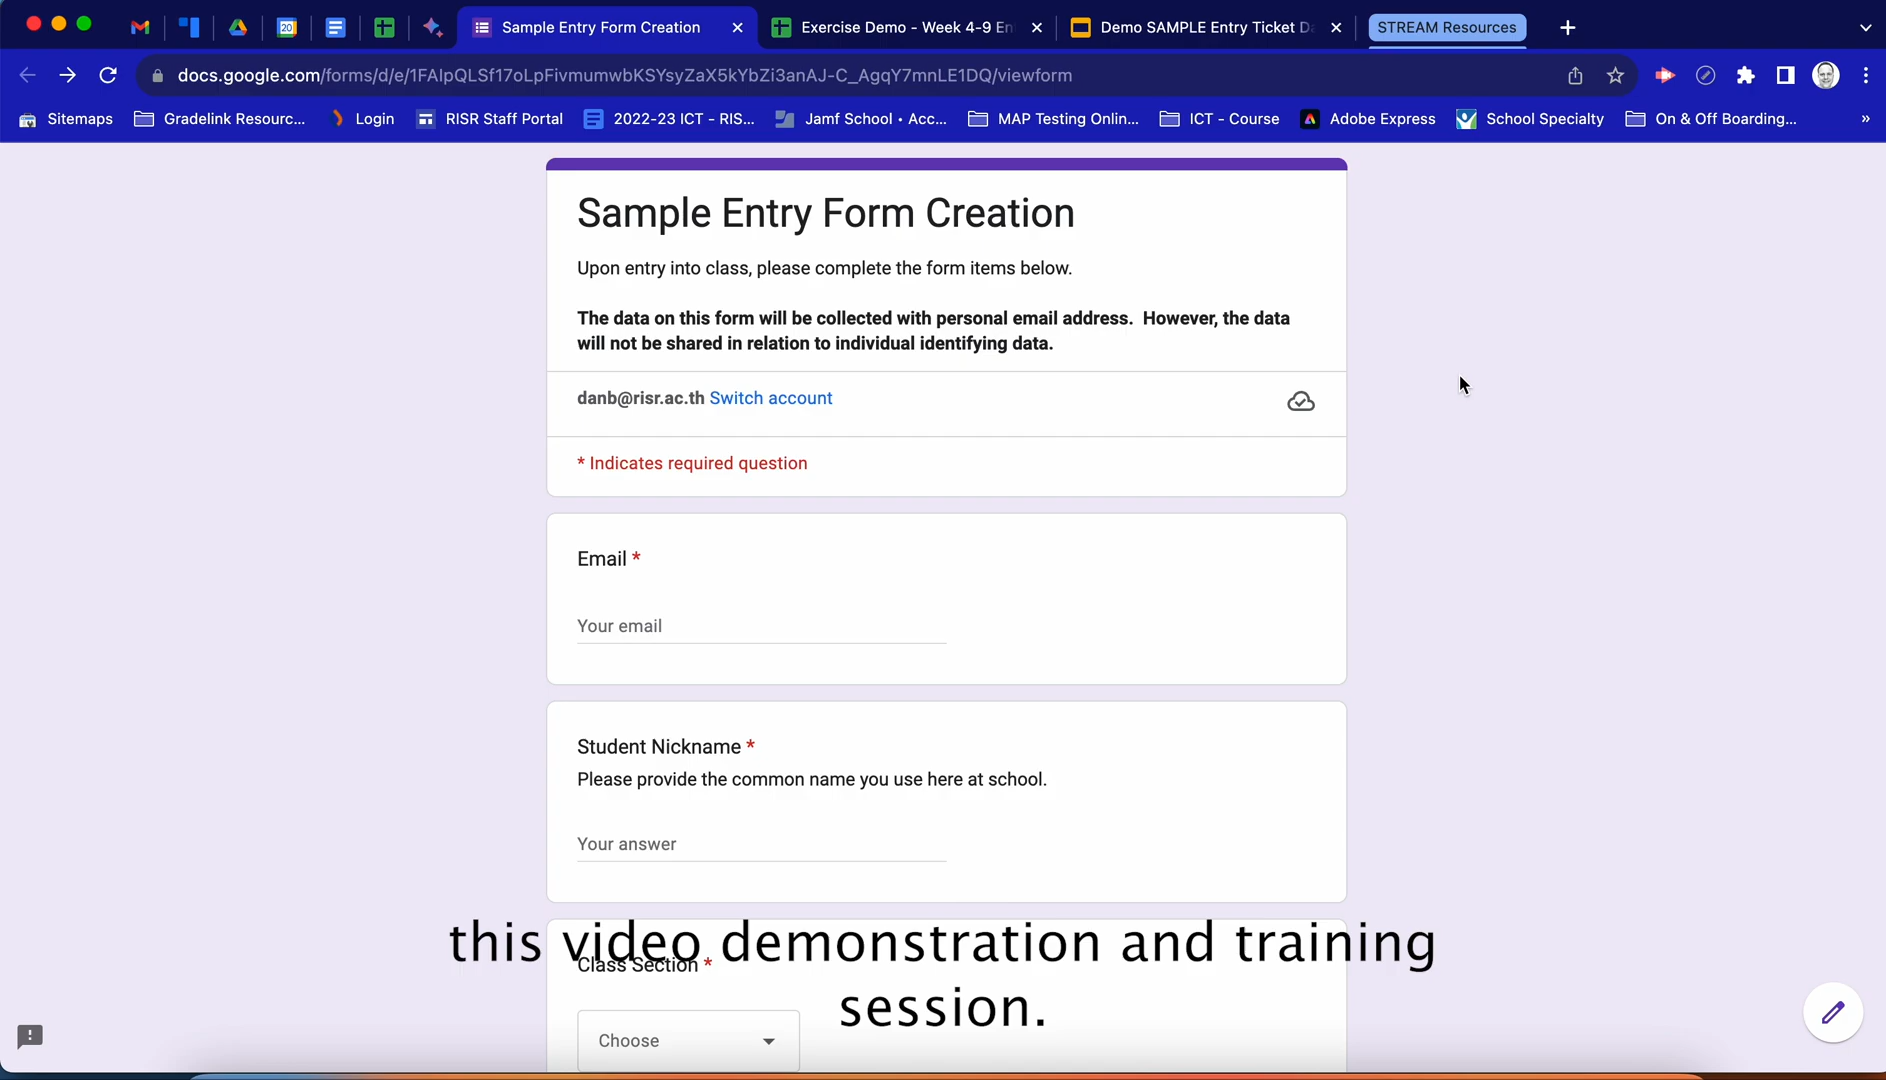 20
Sample Entry Form Creation
Exercise Demo - Week 4-9 En
Demo SAMPLE Entry Ticket Da
STREAM Resources
docs.google.com/forms/d/e/1FAIpQLSf17oLpFivmumwbKSYsyZaX5kYbZi3anAJ-C_AgqY7mnLE1DQ/viewform
Sitemaps
Gradelink Resourc...
Login
RISR Staff Portal
2022-23 ICT - RIS...
Jamf School • Acc...
MAP Testing Onlin...
ICT - Course
Adobe Express
School Specialty
On & Off Boarding...
»
Sample Entry Form Creation
Upon entry into class, please complete the form items below.
The data on this form will be collected with personal email address. However, the data
will not be shared in relation to individual identifying data.
danb@risr.ac.th Switch account
* Indicates required question
Email *
Your email
Student Nickname *
Please provide the common name you use here at school.
Your answer
this video demonstration and training
Class Section *
session.
Choose